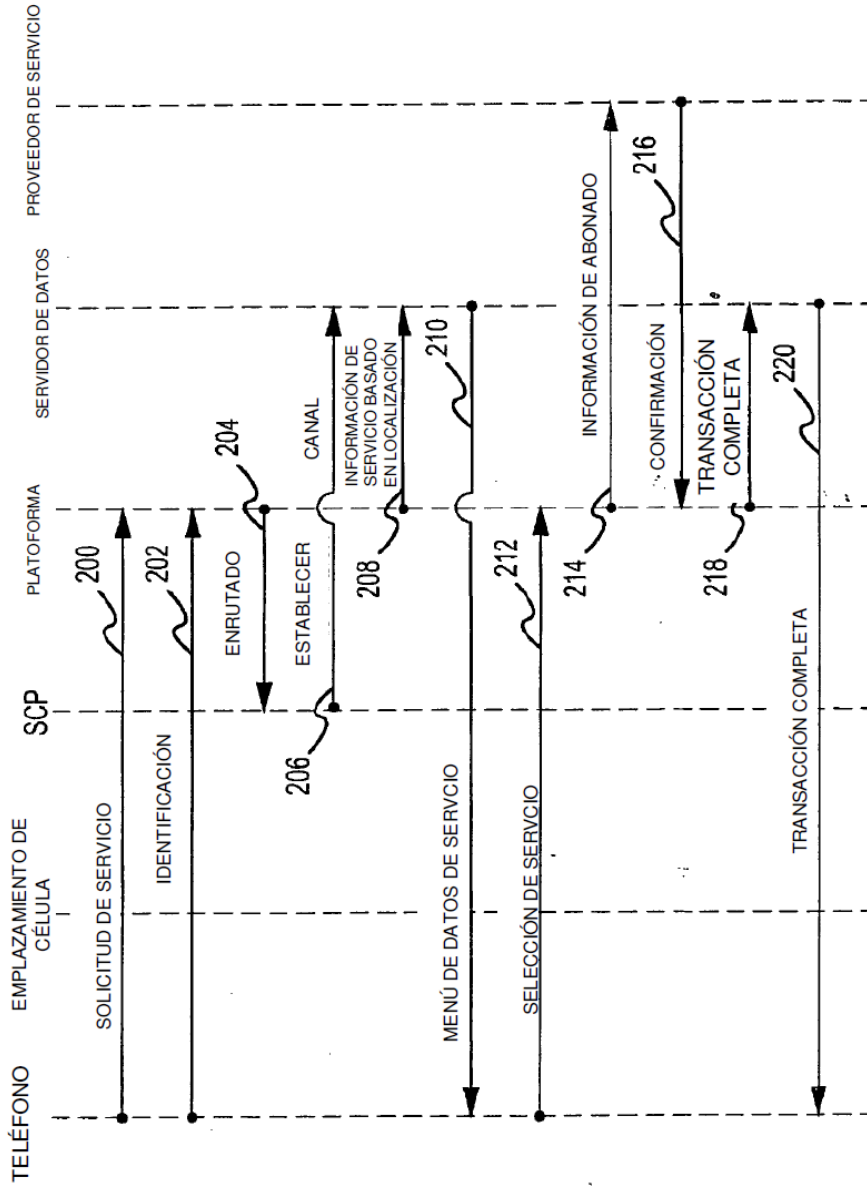 TELÉFONO
EMPLAZAMIENTO DE
CÉLULA
SCP
PLATOFORMA
SERVIDOR DE DATOS
PROVEEDOR DE SERVICIO
SOLICITUD DE SERVICIO
200
IDENTIFICACIÓN
202
ENRUTADO
204
206
ESTABLECER
CANAL
208
INFORMACIÓN DE
SERVICIO BASADO
EN LOCALIZACIÓN
MENÚ DE DATOS DE SERVCIO
210
SELECCIÓN DE SERVCIO
212
214
INFORMACIÓN DE ABONADO
CONFIRMACIÓN
216
218
TRANSACCIÓN
COMPLETA
TRANSACCIÓN COMPLETA
220